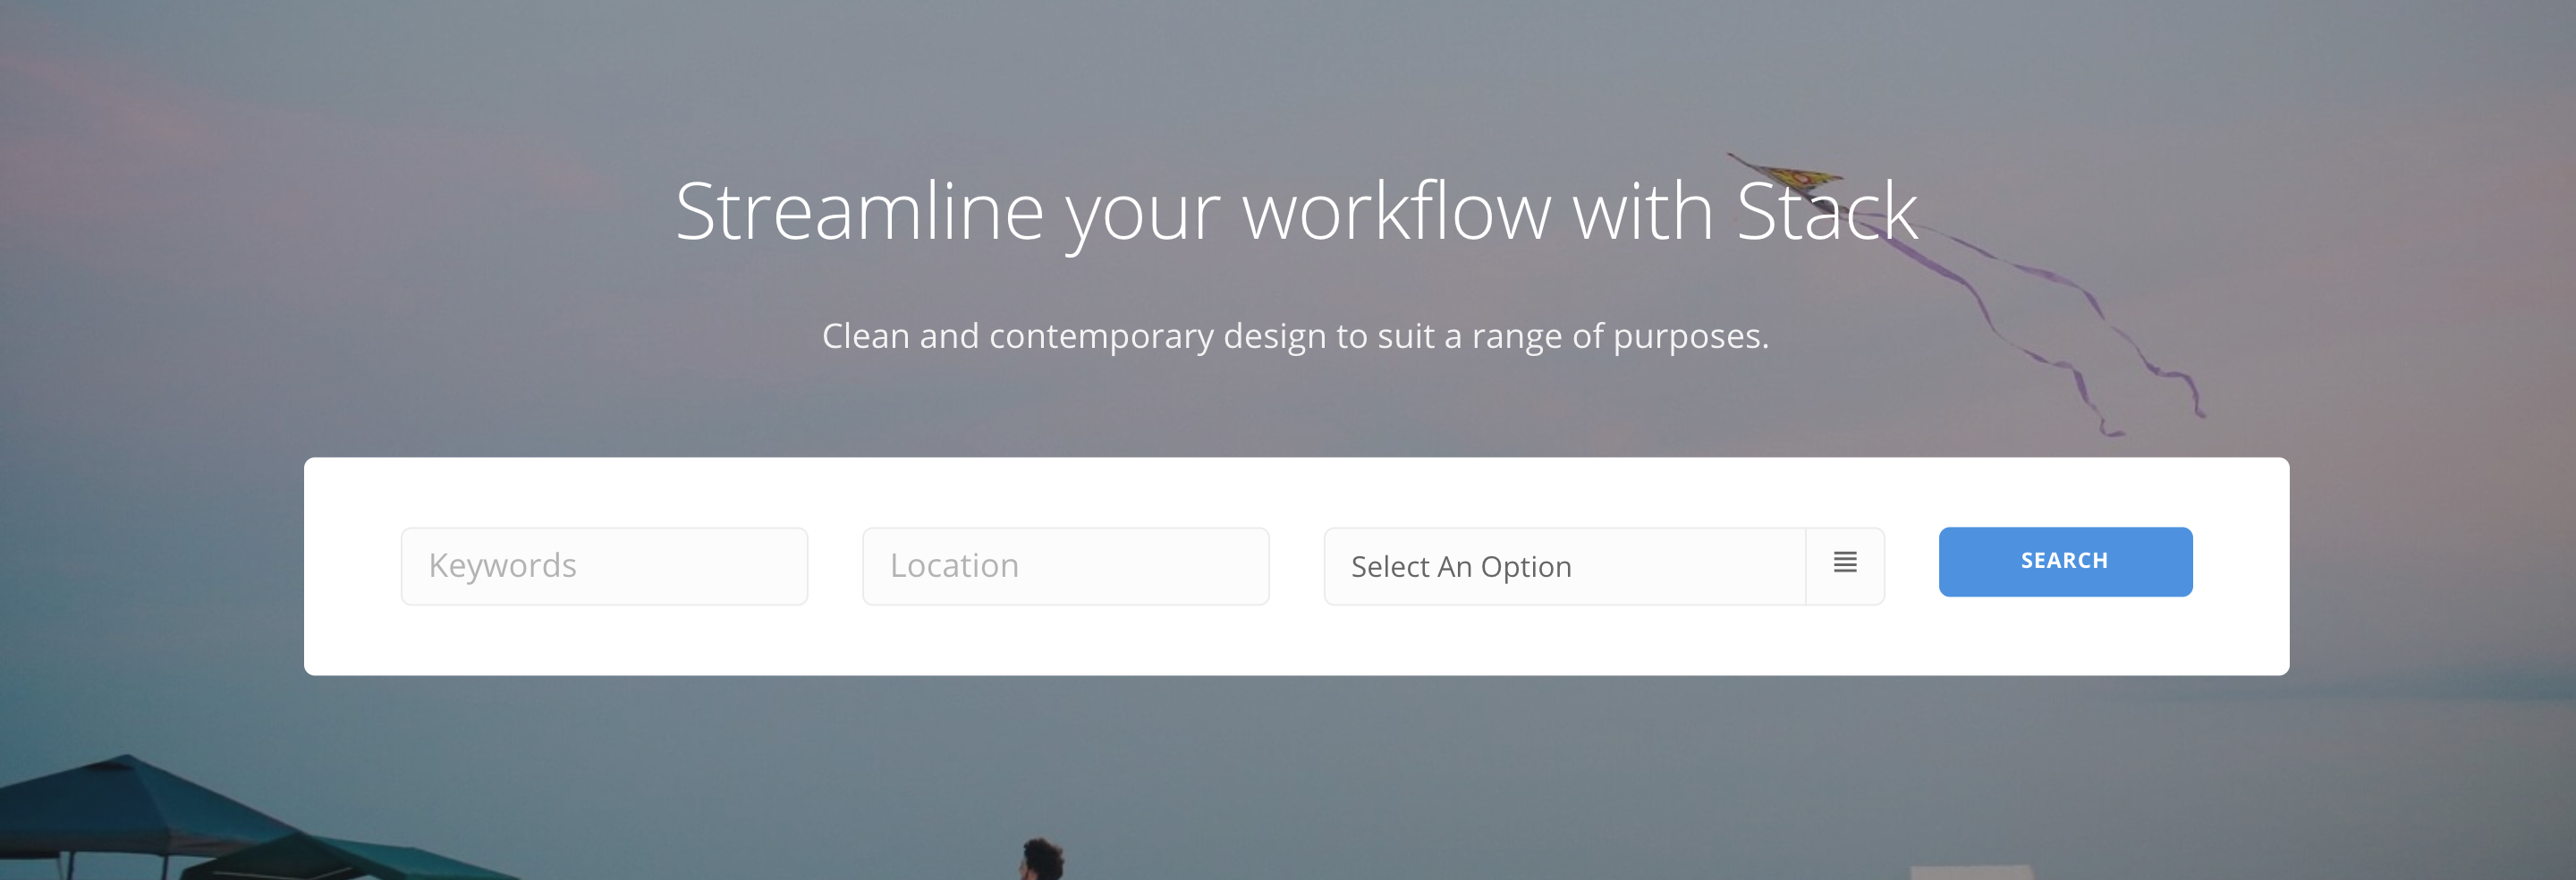 Streamline your workflow with Stack
Clean and contemporary design to suit a range of purposes.
Keywords
Location
Select An Option
SEARCH